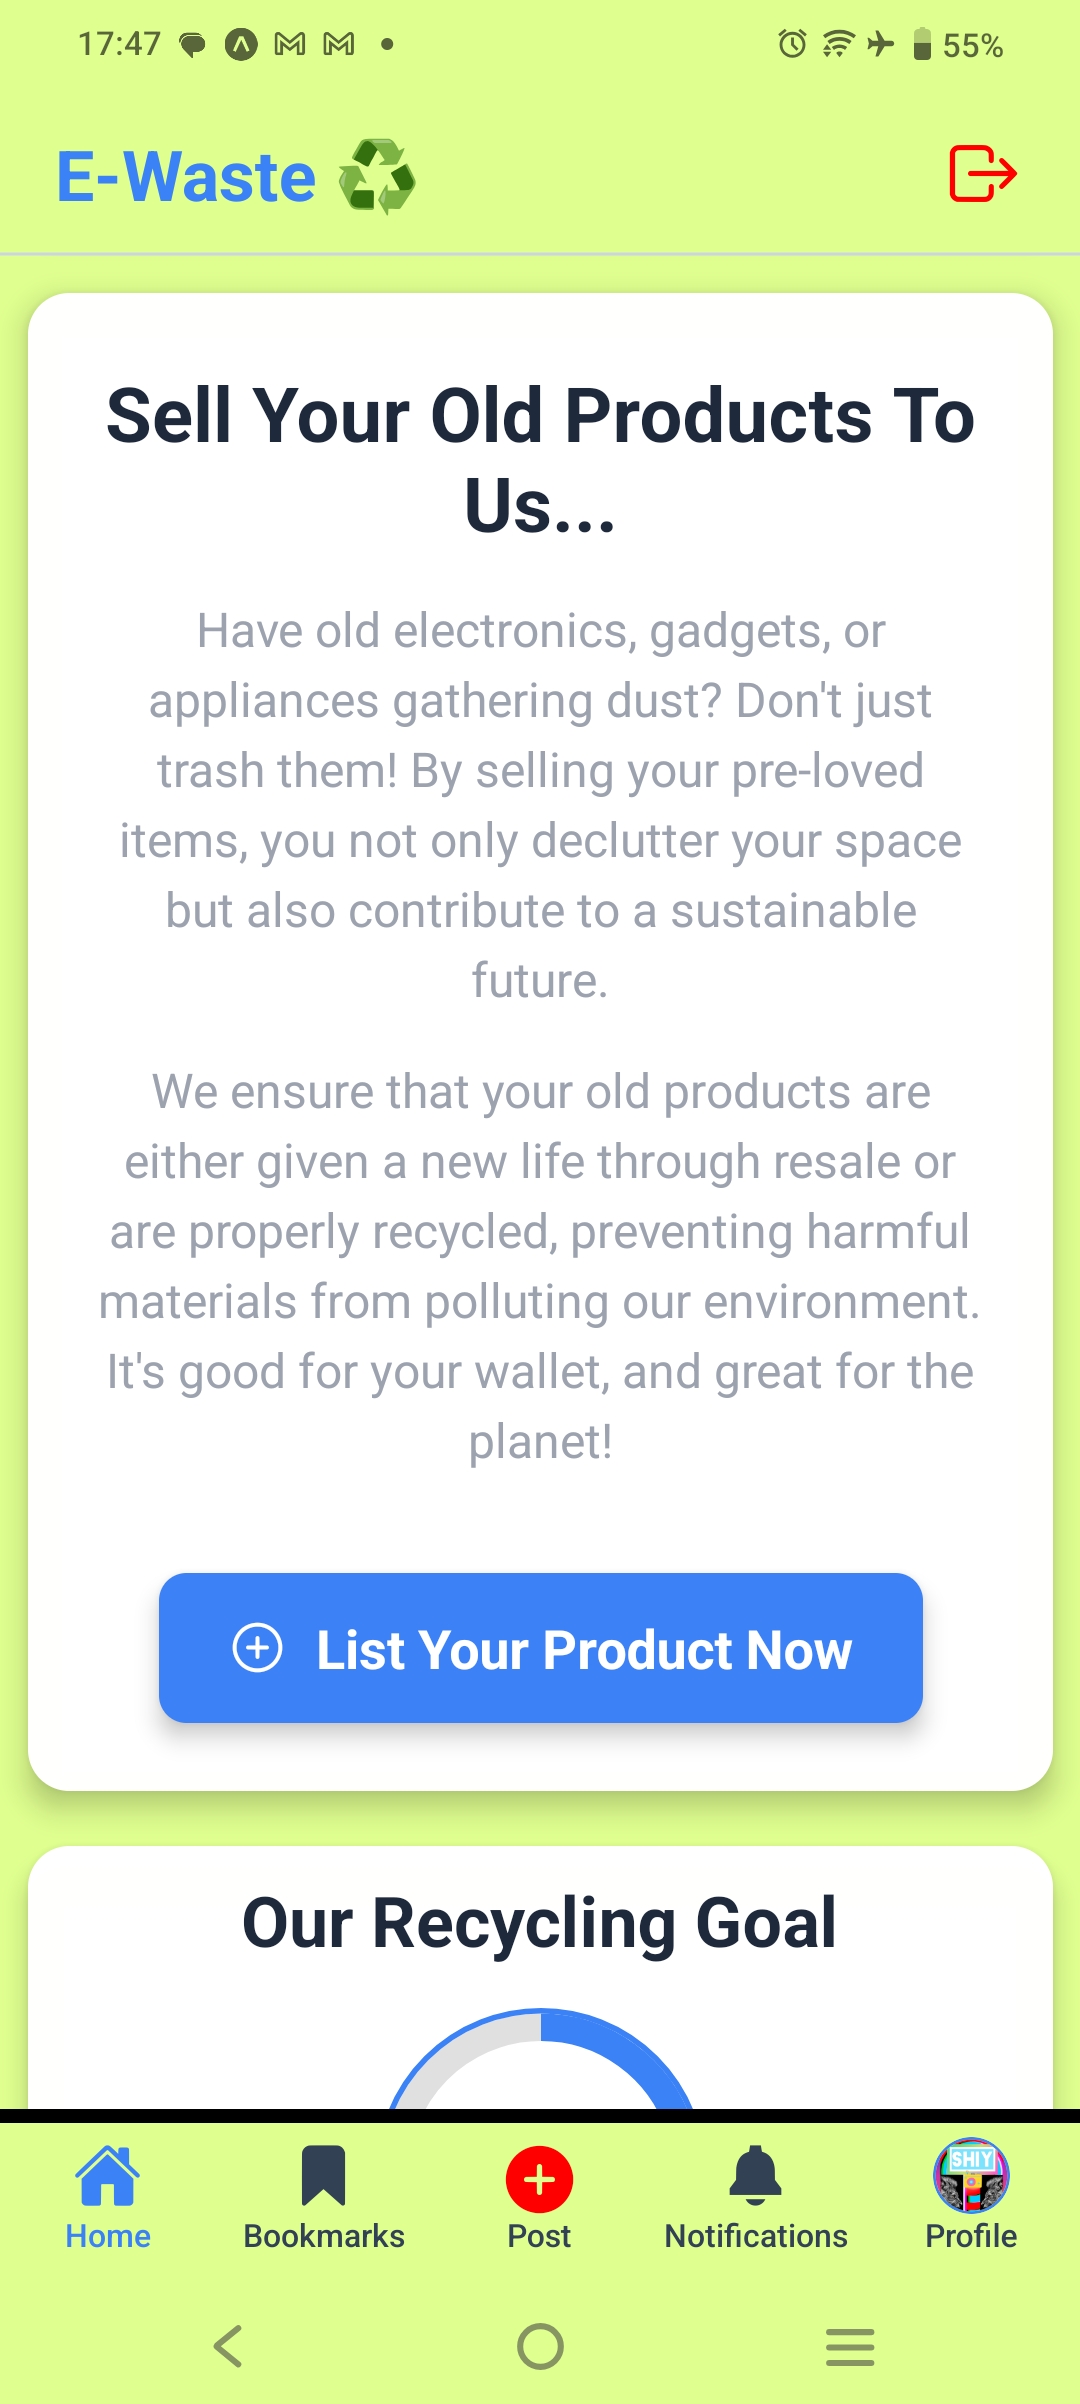 17:47
55%
E-Waste
Sell Your Old Products To
Us...
Have old electronics, gadgets, or
appliances gathering dust? Don't just
trash them! By selling your pre-loved
items, you not only declutter your space
but also contribute to a sustainable
future.
We ensure that your old products are
either given a new life through resale or
are properly recycled, preventing harmful
materials from polluting our environment.
It's good for your wallet, and great for the
planet!
List Your Product Now
Our Recycling Goal
SHIY
Home
Bookmarks
Post
Notifications
Profile